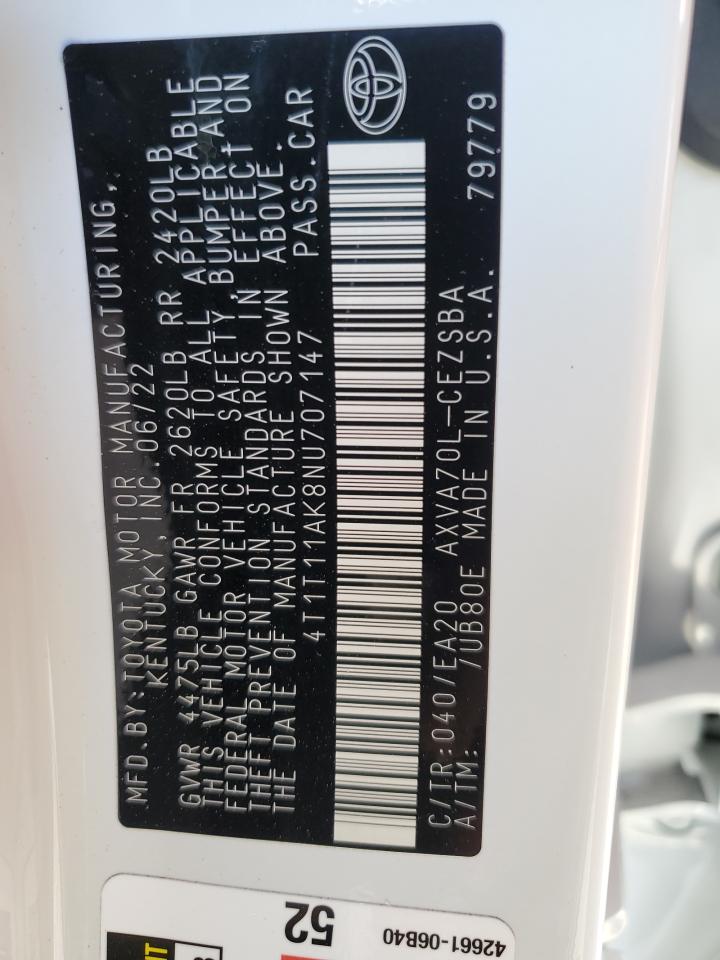 MFD.BY:TOYOTA MOTOR MANUFACTURING,
KENTUCKY, INC.06/22
GVWR 4475LB GAWR FR 2620LB RR 2420LB
THIS VEHICLE CONFORMS TO ALL APPLICABLE
FEDERAL MOTOR VEHICLE SAFETY, BUMPER AND
THEFT PREVENTION STANDARDS IN EFFECT ON
THE DATE OF MANUFACTURE SHOWN ABOVE.
4T1T11AK8NU707147 PASS.CAR
C/TR:040/EA20 AXVA70L-CEZSBA 79779
A/TM: /UB80E MADE IN U.S.A.
42661-06B40
52